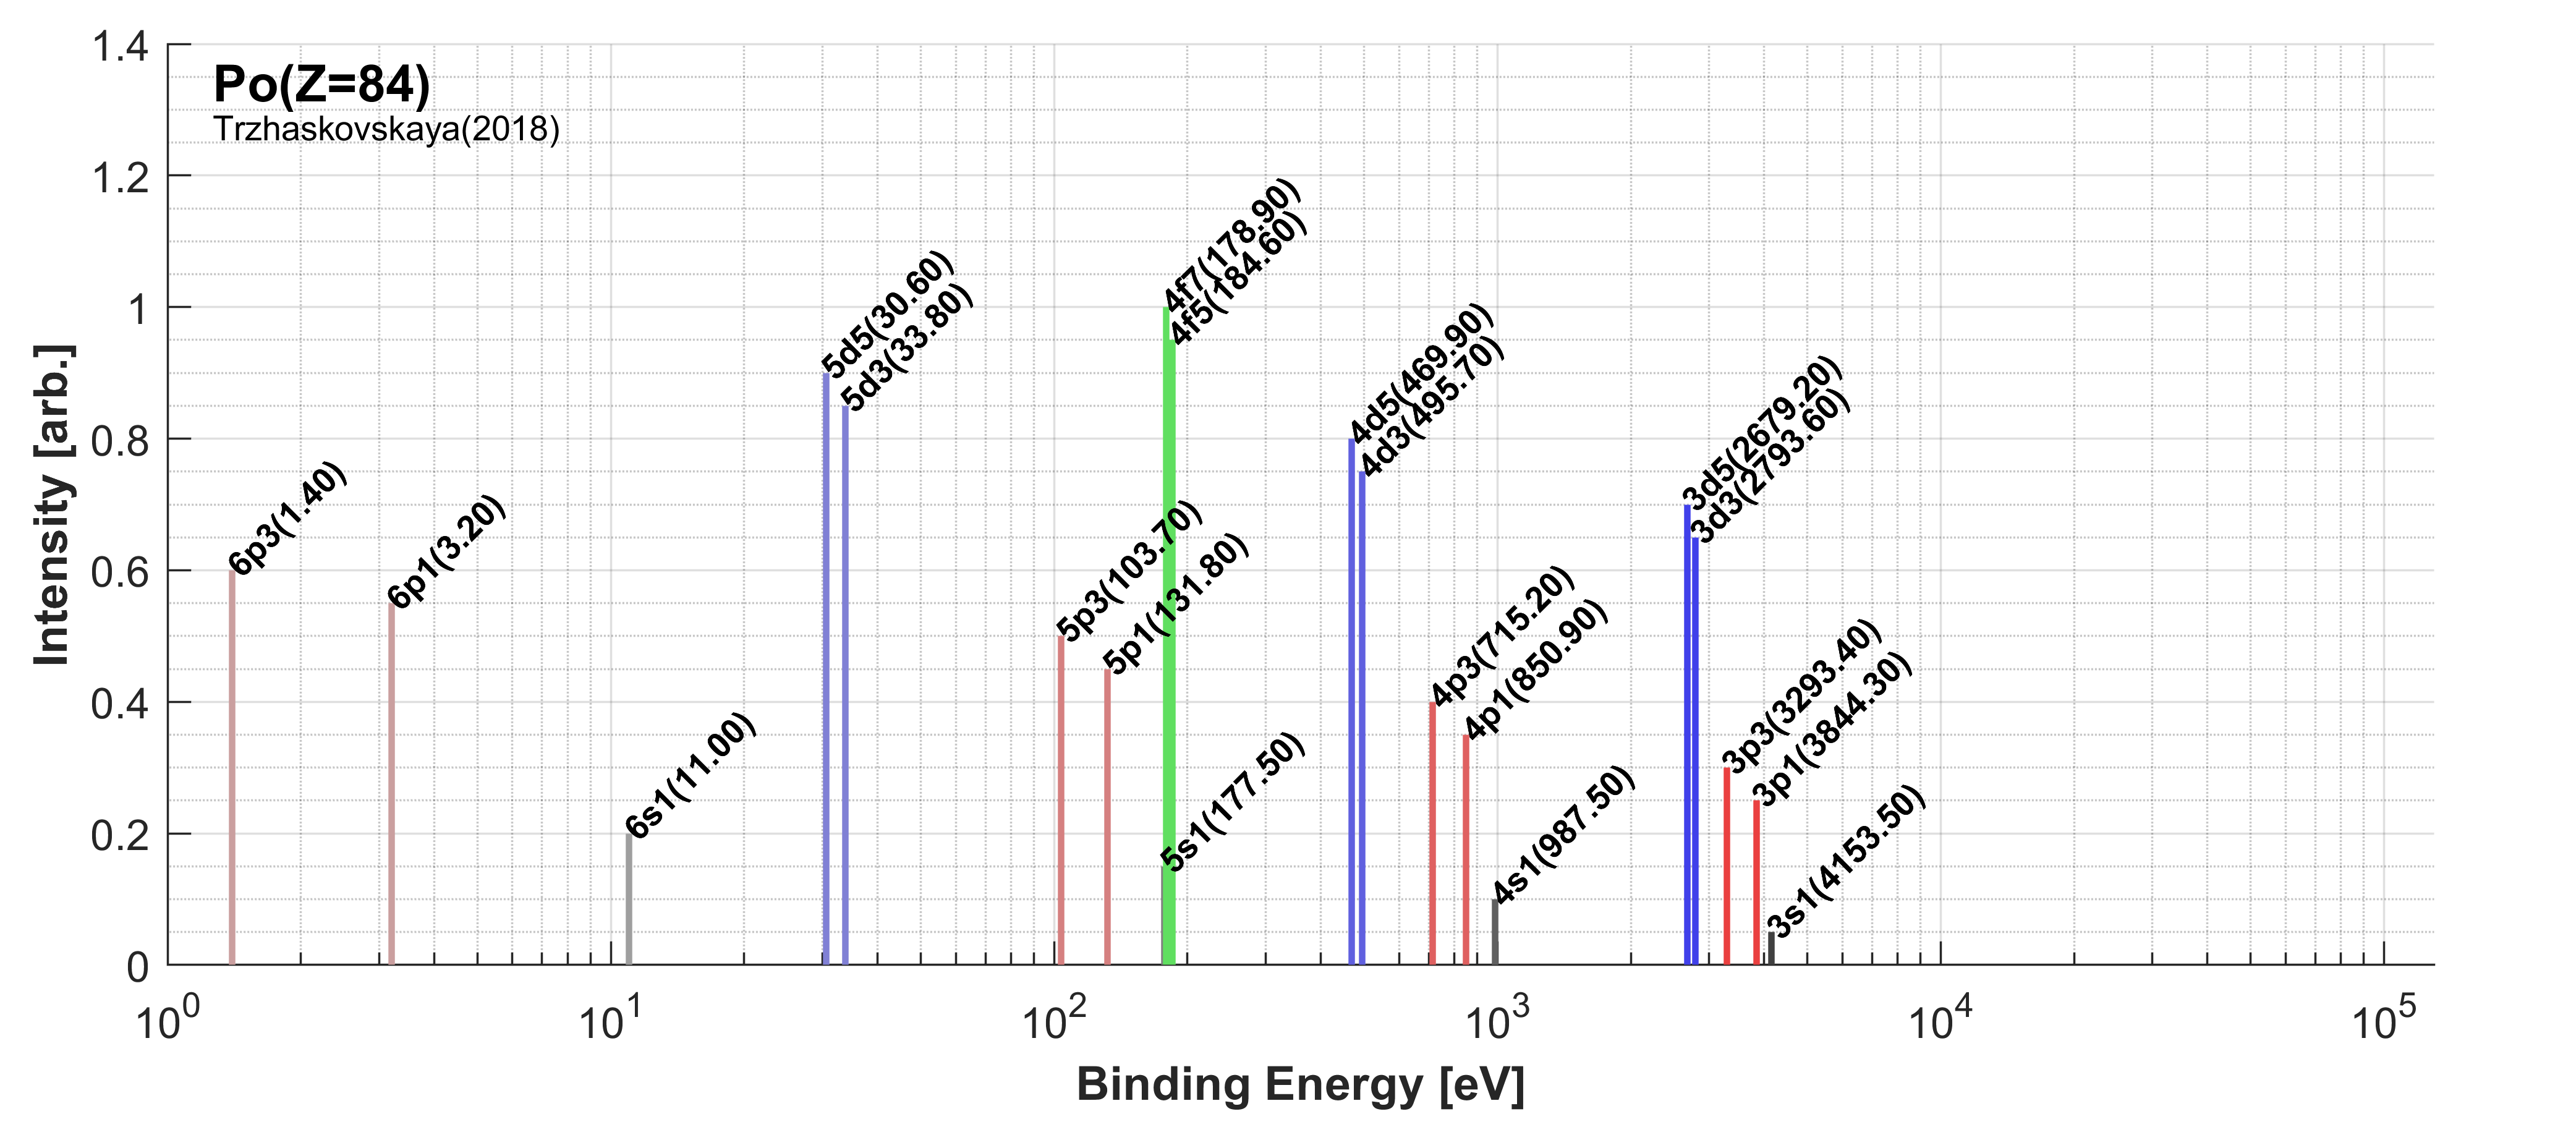 Po(Z=84)
Trzhaskovskaya(2018)
Intensity [arb.]
1.4
1.2
1
0.8
0.6
0.4
0.2
0
6p3(1.40)
6p1(3.20)
6s1(11.00)
5d5(30.60)
5d3(33.80)
5p3(103.70)
5p1(131.80)
5s1(177.50)
4f7(178.90)
4f5(184.60)
4d5(469.90)
4d3(495.70)
4p3(715.20)
4p1(850.90)
4s1(987.50)
3d5(2679.20)
3d3(2793.60)
3p3(3293.40)
3p1(3844.30)
3s1(4153.50)
10^0 10^1 10^2 10^3 10^4 10^5
Binding Energy [eV]